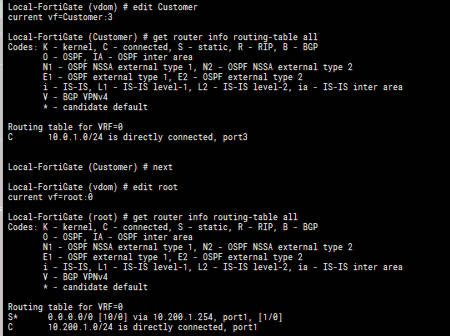 Local-FortiGate (vdom) # edit Customer
current vf=Customer:3
Local-FortiGate (Customer) # get router info routing-table all
Codes: K - kernel, C - connected, S - static, R - RIP, B - BGP
O - OSPF, IA - OSPF inter area
N1 - OSPF NSSA external type 1, N2 - OSPF NSSA external type 2
E1 - OSPF external type 1, E2 - OSPF external type 2
i - IS-IS, L1 - IS-IS level-1, L2 - IS-IS level-2, ia - IS-IS inter area
V - BGP VPNv4
* - candidate default
Routing table for VRF=0
C 10.0.1.0/24 is directly connected, port3
Local-FortiGate (Customer) # next
Local-FortiGate (vdom) # edit root
current vf=root:0
Local-FortiGate (root) # get router info routing-table all
Codes: K - kernel, C - connected, S - static, R - RIP, B - BGP
O - OSPF, IA - OSPF inter area
N1 - OSPF NSSA external type 1, N2 - OSPF NSSA external type 2
E1 - OSPF external type 1, E2 - OSPF external type 2
i - IS-IS, L1 - IS-IS level-1, L2 - IS-IS level-2, ia - IS-IS inter area
V - BGP VPNv4
* - candidate default
Routing table for VRF=0
S* 0.0.0.0/0 [10/0] via 10.200.1.254, port1, [1/0]
C 10.200.1.0/24 is directly connected, port1